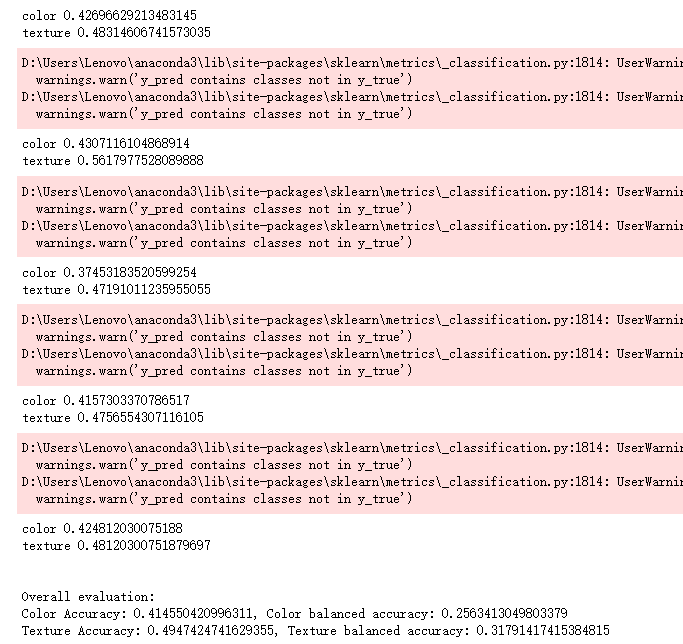 color 0.42696629213483145
texture 0.48314606741573035
D:\Users\Lenovo\anaconda3\lib\site-packages\sklearn\metrics\_classification.py:1814: UserWarnin
warnings.warn('y_pred contains classes not in y_true')
D:\Users\Lenovo\anaconda3\lib\site-packages\sklearn\metrics\_classification.py:1814: UserWarnin
warnings.warn('y_pred contains classes not in y_true')
color 0.4307116104868914
texture 0.5617977528089888
D:\Users\Lenovo\anaconda3\lib\site-packages\sklearn\metrics\_classification.py:1814: UserWarnin
warnings.warn('y_pred contains classes not in y_true')
D:\Users\Lenovo\anaconda3\lib\site-packages\sklearn\metrics\_classification.py:1814: UserWarnin
warnings.warn('y_pred contains classes not in y_true')
color 0.37453183520599254
texture 0.47191011235955055
D:\Users\Lenovo\anaconda3\lib\site-packages\sklearn\metrics\_classification.py:1814: UserWarnin
warnings.warn('y_pred contains classes not in y_true')
D:\Users\Lenovo\anaconda3\lib\site-packages\sklearn\metrics\_classification.py:1814: UserWarnin
warnings.warn('y_pred contains classes not in y_true')
color 0.4157303370786517
texture 0.4756554307116105
D:\Users\Lenovo\anaconda3\lib\site-packages\sklearn\metrics\_classification.py:1814: UserWarnin
warnings.warn('y_pred contains classes not in y_true')
D:\Users\Lenovo\anaconda3\lib\site-packages\sklearn\metrics\_classification.py:1814: UserWarnin
warnings.warn('y_pred contains classes not in y_true')
color 0.424812030075188
texture 0.48120300751879697
Overall evaluation:
Color Accuracy: 0.414550420996311, Color balanced accuracy: 0.2563413049803379
Texture Accuracy: 0.4947424741629355, Texture balanced accuracy: 0.31791417415384815